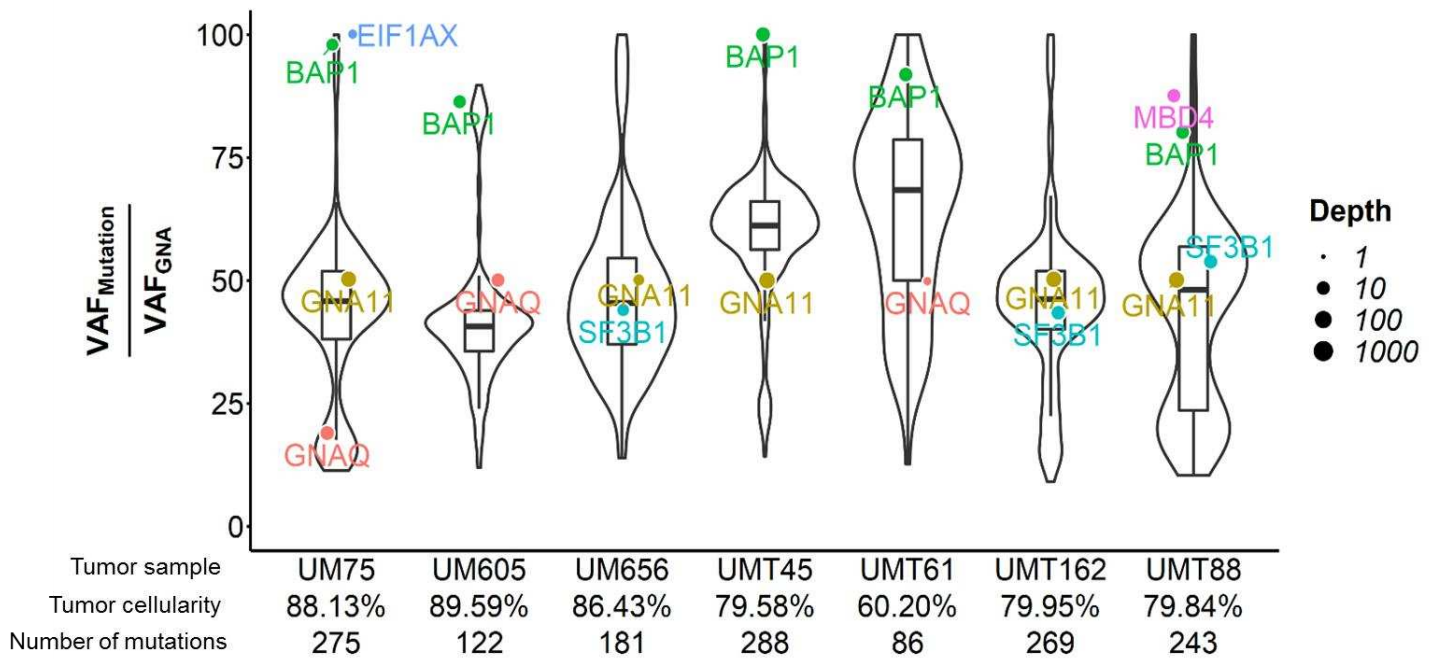 100
EIF1AX
BAP1
BAP1
BAP1
BAP1
MBD4
BAP1
75
Depth
1
10
100
1000
VAFMutation
VAFGNA
50
GNA11
GNAQ
GNA11
SF3B1
GNA11
GNAQ
GNA11
SF3B1
SF3B1
GNA11
25
GNAQ
0
Tumor sample UM75 UM605 UM656 UMT45 UMT61 UMT162 UMT88
Tumor cellularity 88.13% 89.59% 86.43% 79.58% 60.20% 79.95% 79.84%
Number of mutations 275 122 181 288 86 269 243